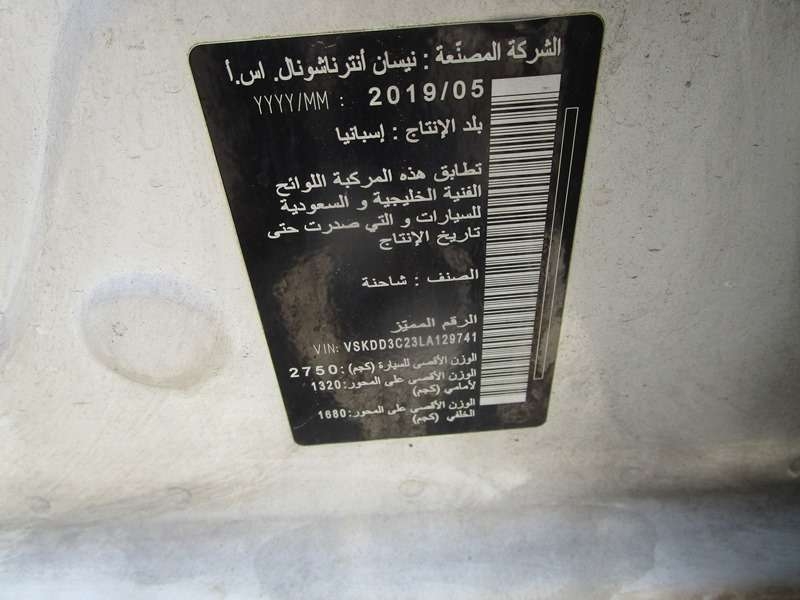 الشركة المصنّعة : نيسان أنترناشونال. اس.أ
YYYY/MM : 2019/05
بلد الإنتاج : إسبانيا
تطابق هذه المركبة اللوائح
الفنية الخليجية و السعودية
للسيارات و التي صدرت حتى
تاريخ الإنتاج
الصنف : شاحنة
الرقم المميّز
VIN: VSKDD3C23LA129741
الوزن الأقصى للسيارة (كجم): 2750
الوزن الأقصى على المحور: 1320
لأمامي (كجم)
الوزن الأقصى على المحور: 1680
الخلفي (كجم)